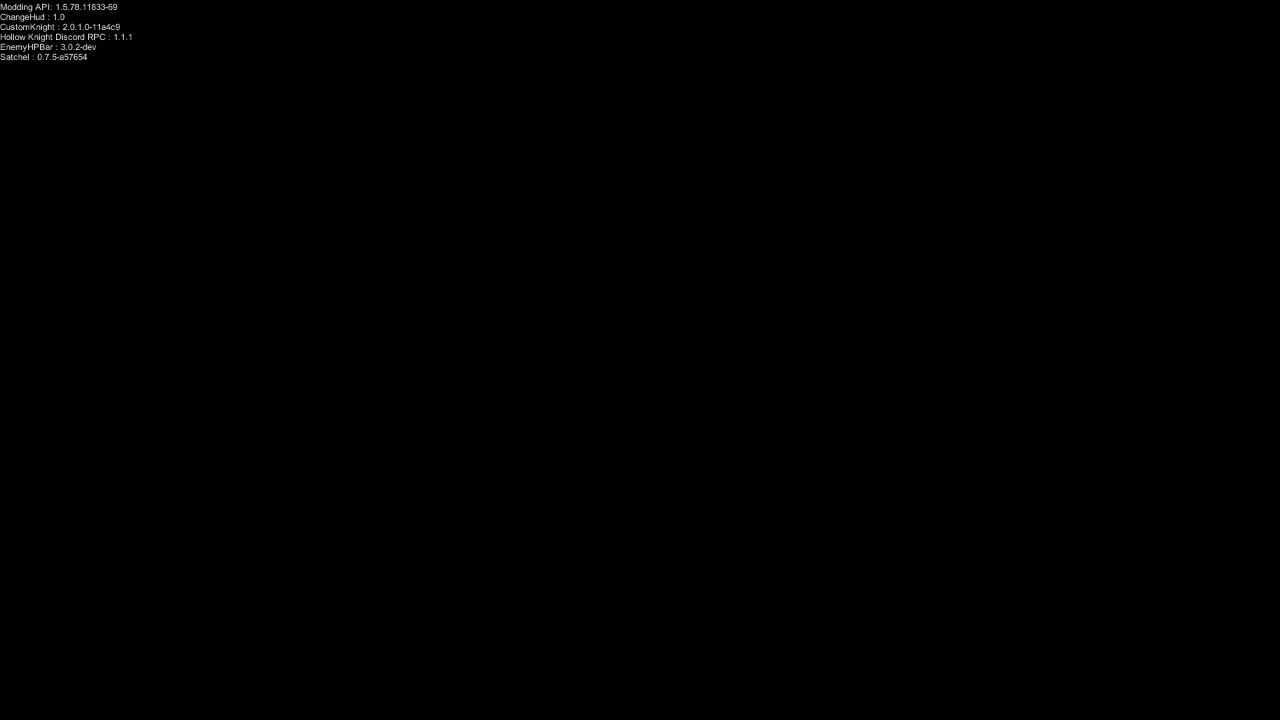 Modding API: 1.5.78.11833-69
ChangeHud : 1.0
CustomKnight : 2.0.1.0-11a4c9
Hollow Knight Discord RPC : 1.1.1
EnemyHPBar : 3.0.2-dev
Satchel : 0.7.5-a57654